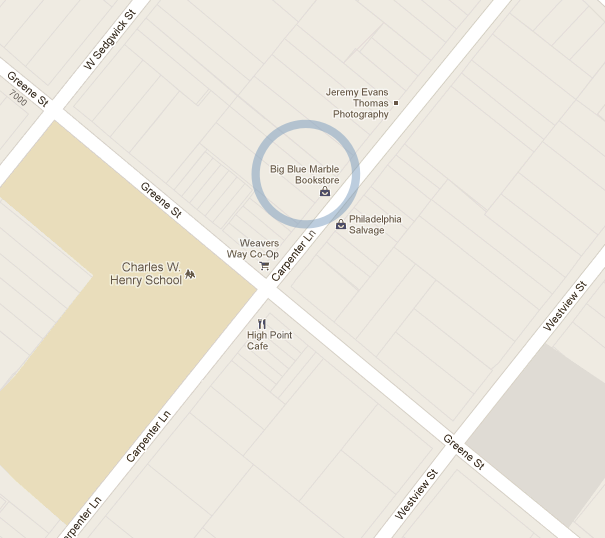 W Sedgwick St
Greene St
7000
Jeremy Evans
Thomas
Photography
Big Blue Marble
Bookstore
Greene St
Philadelphia
Salvage
Weavers
Way Co-Op
Carpenter Ln
Charles W.
Henry School
Westview St
High Point
Cafe
Carpenter Ln
Greene St
Westview St
rpenter Ln